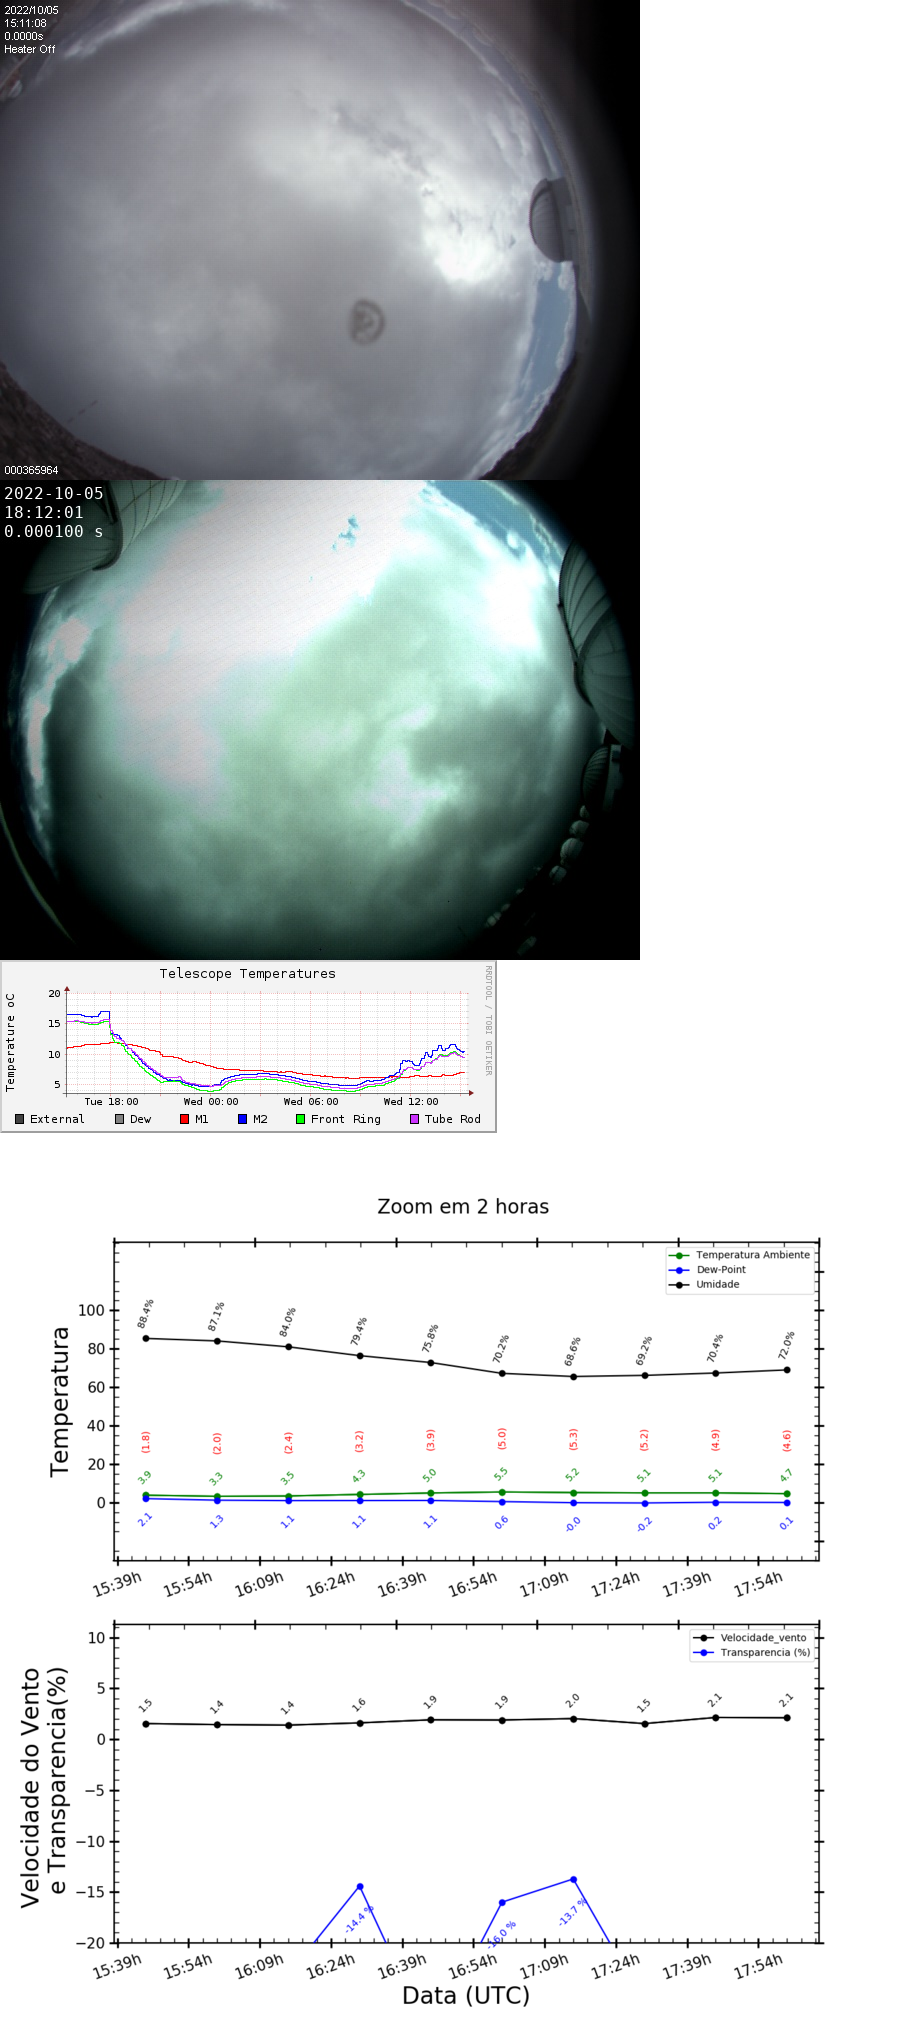 2022/10/05
15:11:08
0.0000s
Heater Off
000365964
2022-10-05
18:12:01
0.000100 s
Telescope Temperatures
RRDTOOL / TOBI OETIKER
Temperature oC
20
15
10
5
Tue 18:00 Wed 00:00 Wed 06:00 Wed 12:00
External Dew M1 M2 Front Ring Tube Rod
Zoom em 2 horas
Temperatura Ambiente
Dew-Point
Umidade
Temperatura
100
80
60
40
20
0
88.4% 87.1% 84.0% 79.4% 75.8% 70.2% 68.6% 69.2% 70.4% 72.0%
(1.8) (2.0) (2.4) (3.2) (3.9) (5.0) (5.3) (5.2) (4.9) (4.6)
3.9 3.3 3.5 4.3 5.0 5.5 5.2 5.1 5.1 4.7
2.1 1.3 1.1 1.1 1.1 0.6 -0.0 -0.2 0.2 0.1
15:39h 15:54h 16:09h 16:24h 16:39h 16:54h 17:09h 17:24h 17:39h 17:54h
Velocidade_vento
Transparencia (%)
Velocidade do Vento
e Transparencia(%)
10
5
0
−5
−10
−15
−20
1.5 1.4 1.4 1.6 1.9 1.9 2.0 1.5 2.1 2.1
-14.4 % -16.0 % -13.7 %
15:39h 15:54h 16:09h 16:24h 16:39h 16:54h 17:09h 17:24h 17:39h 17:54h
Data (UTC)